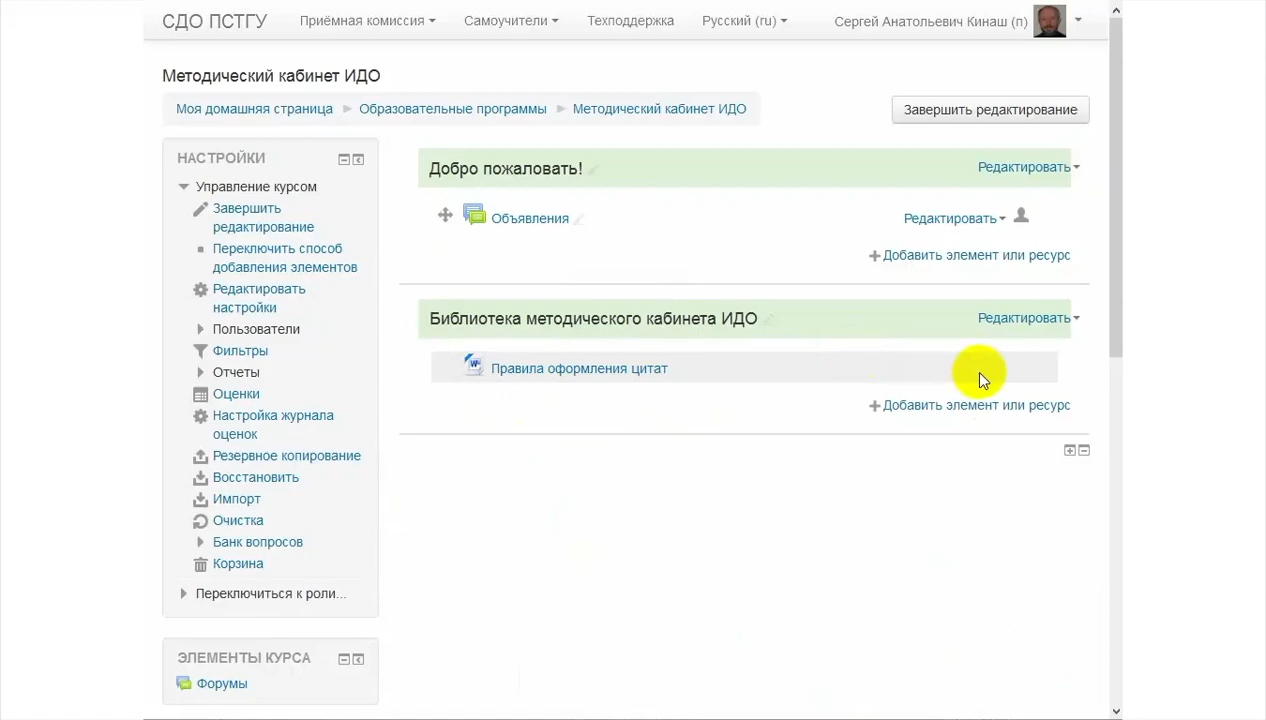 СДО ПСТГУ Приёмная комиссия Самоучители Техподдержка Русский (ru) Сергей Анатольевич Кинаш (п)
Методический кабинет ИДО
Моя домашняя страница Образовательные программы Методический кабинет ИДО
Завершить редактирование
НАСТРОЙКИ
Управление курсом
Завершить
редактирование
Переключить способ
добавления элементов
Редактировать
настройки
Пользователи
Фильтры
Отчеты
Оценки
Настройка журнала
оценок
Резервное копирование
Восстановить
Импорт
Очистка
Банк вопросов
Корзина
Переключиться к роли...
ЭЛЕМЕНТЫ КУРСА
Форумы
Добро пожаловать! Редактировать
Объявления Редактировать
Добавить элемент или ресурс
Библиотека методического кабинета ИДО Редактировать
Правила оформления цитат
Добавить элемент или ресурс